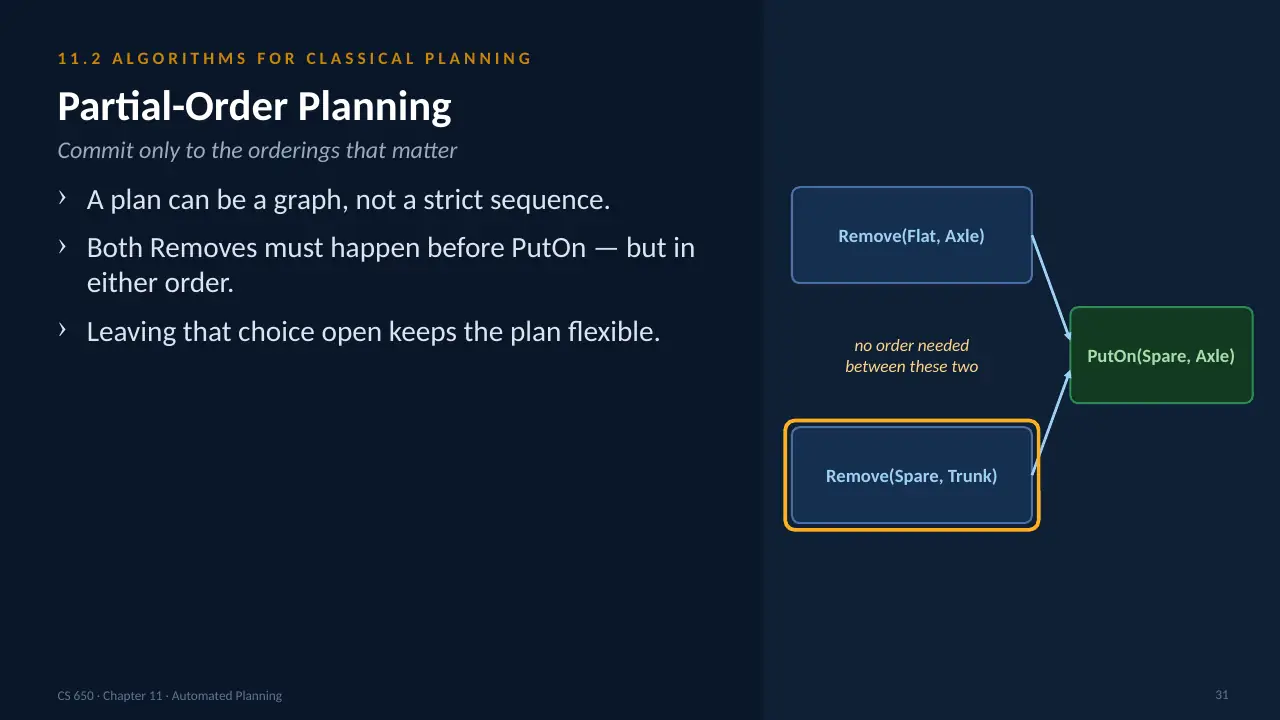 11.2 ALGORITHMS FOR CLASSICAL PLANNING
Partial-Order Planning
Commit only to the orderings that matter
› A plan can be a graph, not a strict sequence.
› Both Removes must happen before PutOn — but in
either order.
› Leaving that choice open keeps the plan flexible.
Remove(Flat, Axle)
no order needed
between these two
PutOn(Spare, Axle)
Remove(Spare, Trunk)
CS 650 · Chapter 11 · Automated Planning
31